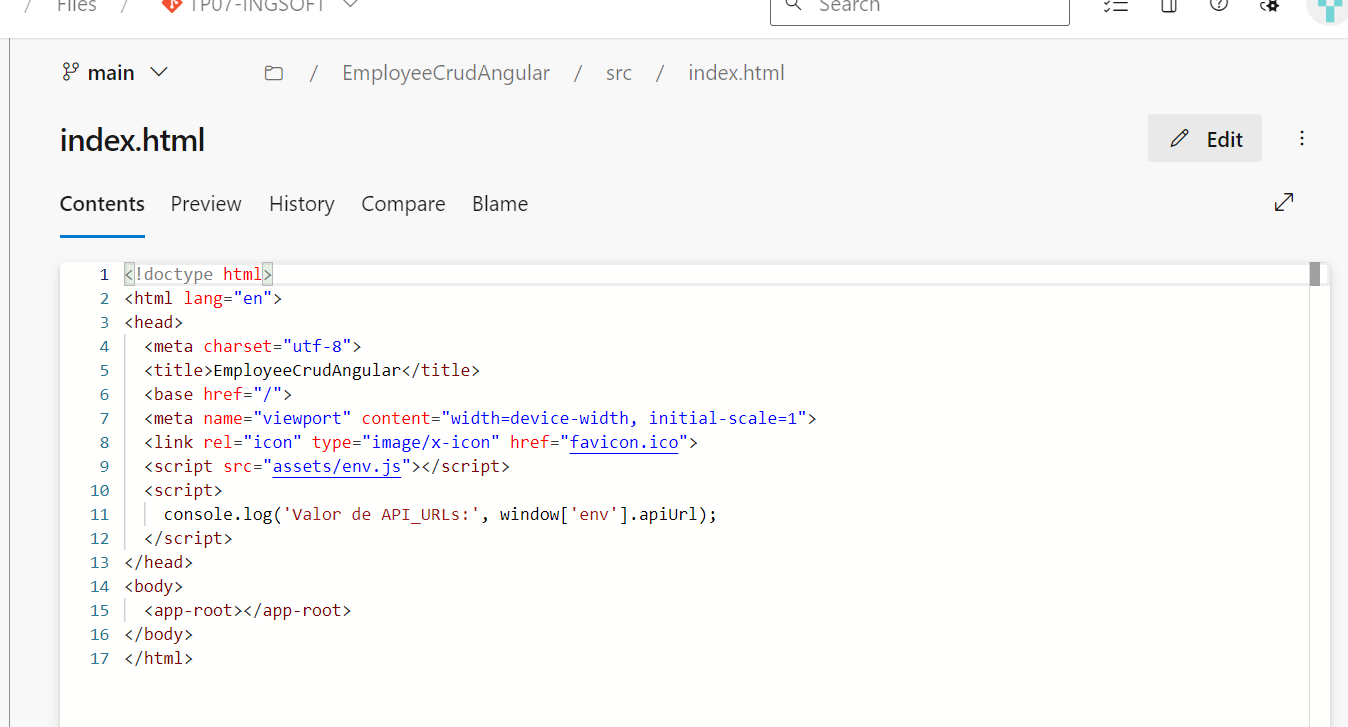 / Files / TP07-INGSOFT Search
main / EmployeeCrudAngular / src / index.html
index.html
Edit
Contents Preview History Compare Blame
1 <!doctype html>
2 <html lang="en">
3 <head>
4 <meta charset="utf-8">
5 <title>EmployeeCrudAngular</title>
6 <base href="/">
7 <meta name="viewport" content="width=device-width, initial-scale=1">
8 <link rel="icon" type="image/x-icon" href="favicon.ico">
9 <script src="assets/env.js"></script>
10 <script>
11 console.log('Valor de API_URLs:', window['env'].apiUrl);
12 </script>
13 </head>
14 <body>
15 <app-root></app-root>
16 </body>
17 </html>